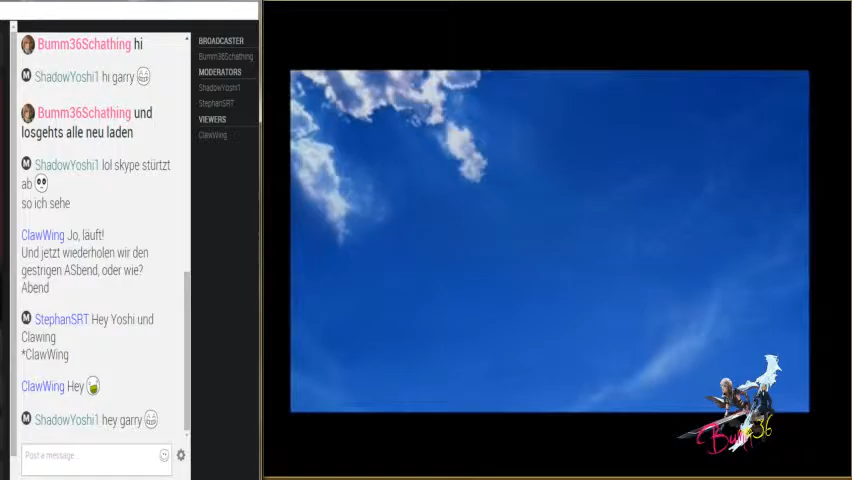 Bumm36Schathing hi
ShadowYoshi1 hi garry
Bumm36Schathing und
losgehts alle neu laden
ShadowYoshi1 lol skype stürtzt
ab
so ich sehe
ClawWing Jo, läuft!
Und jetzt wiederholen wir den
gestrigen ASbend, oder wie?
Abend
StephanSRT Hey Yoshi und
Clawing
*ClawWing
ClawWing Hey
ShadowYoshi1 hey garry
Post a message...
BROADCASTER
Bumm36Schathing
MODERATORS
ShadowYoshi1
StephanSRT
VIEWERS
ClawWing